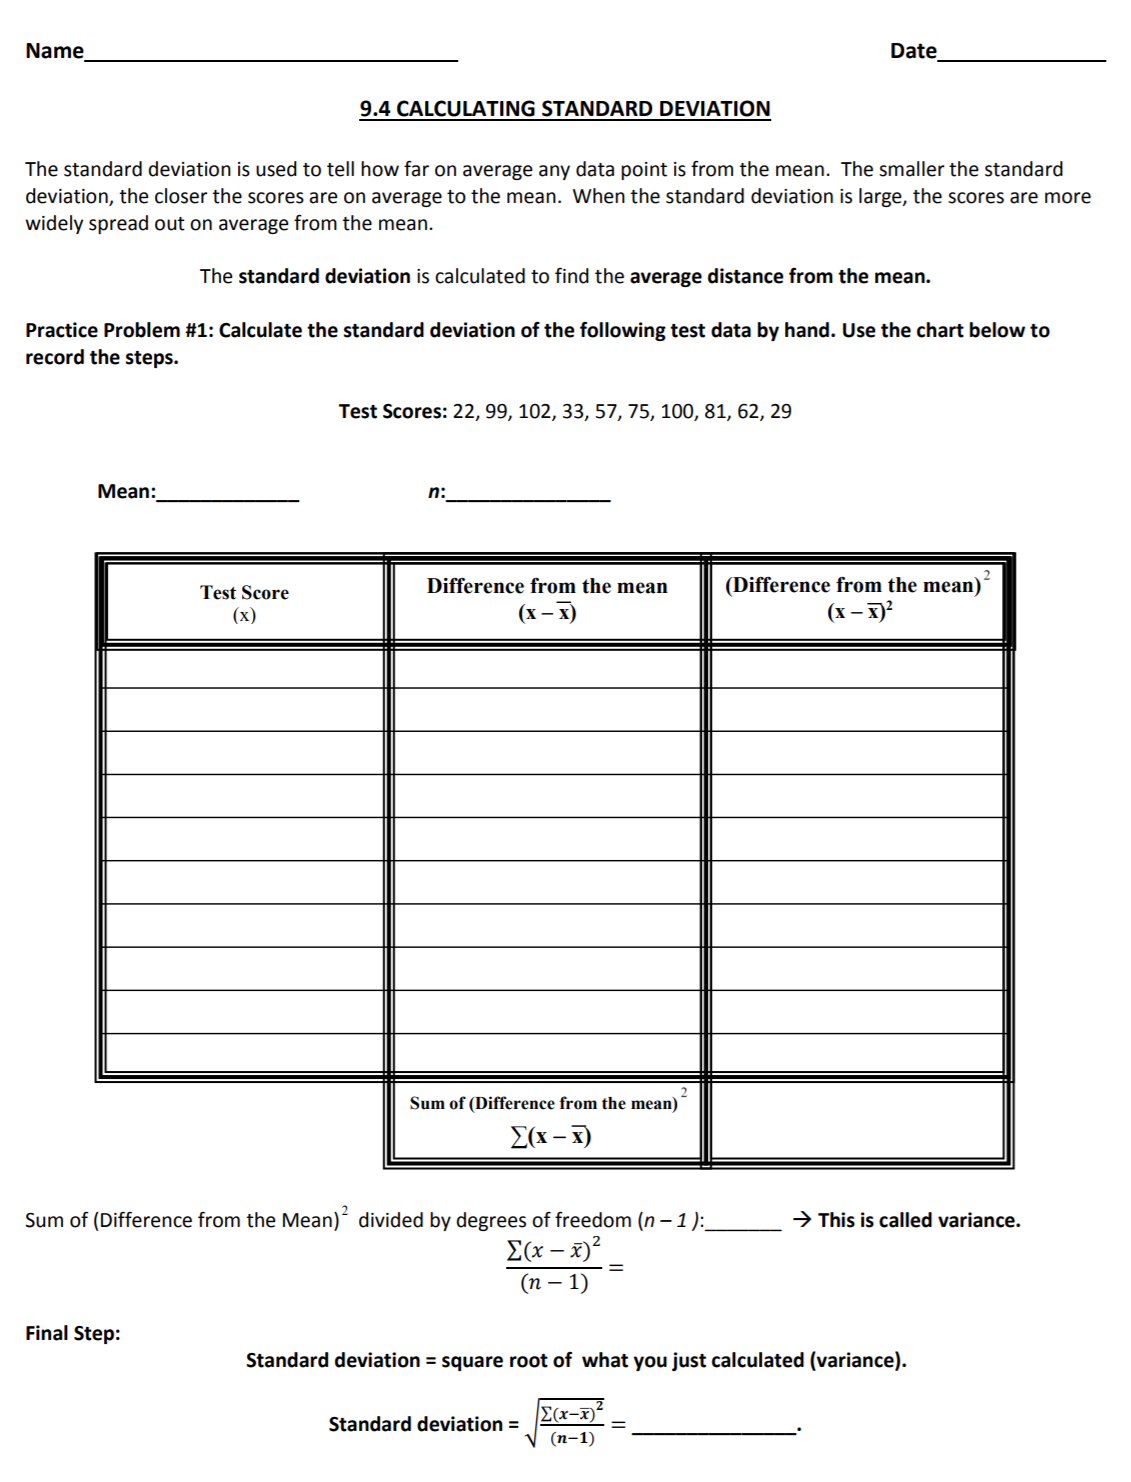 Name__________________________________ Date_______________
9.4 CALCULATING STANDARD DEVIATION
The standard deviation is used to tell how far on average any data point is from the mean. The smaller the standard
deviation, the closer the scores are on average to the mean. When the standard deviation is large, the scores are more
widely spread out on average from the mean.
The standard deviation is calculated to find the average distance from the mean.
Practice Problem #1: Calculate the standard deviation of the following test data by hand. Use the chart below to
record the steps.
Test Scores: 22, 99, 102, 33, 57, 75, 100, 81, 62, 29
Mean:_____________ n:_______________
Test Score
(x)
Difference from the mean
(x – x̅)
(Difference from the mean)²
(x – x̅)²
Sum of (Difference from the mean)²
∑(x – x̅)
Sum of (Difference from the Mean)² divided by degrees of freedom (n – 1 ):_______ → This is called variance.
∑(x − x̄)²
(n − 1) =
Final Step:
Standard deviation = square root of what you just calculated (variance).
Standard deviation = √ ∑(x−x̅)² / (n−1) = _______________.